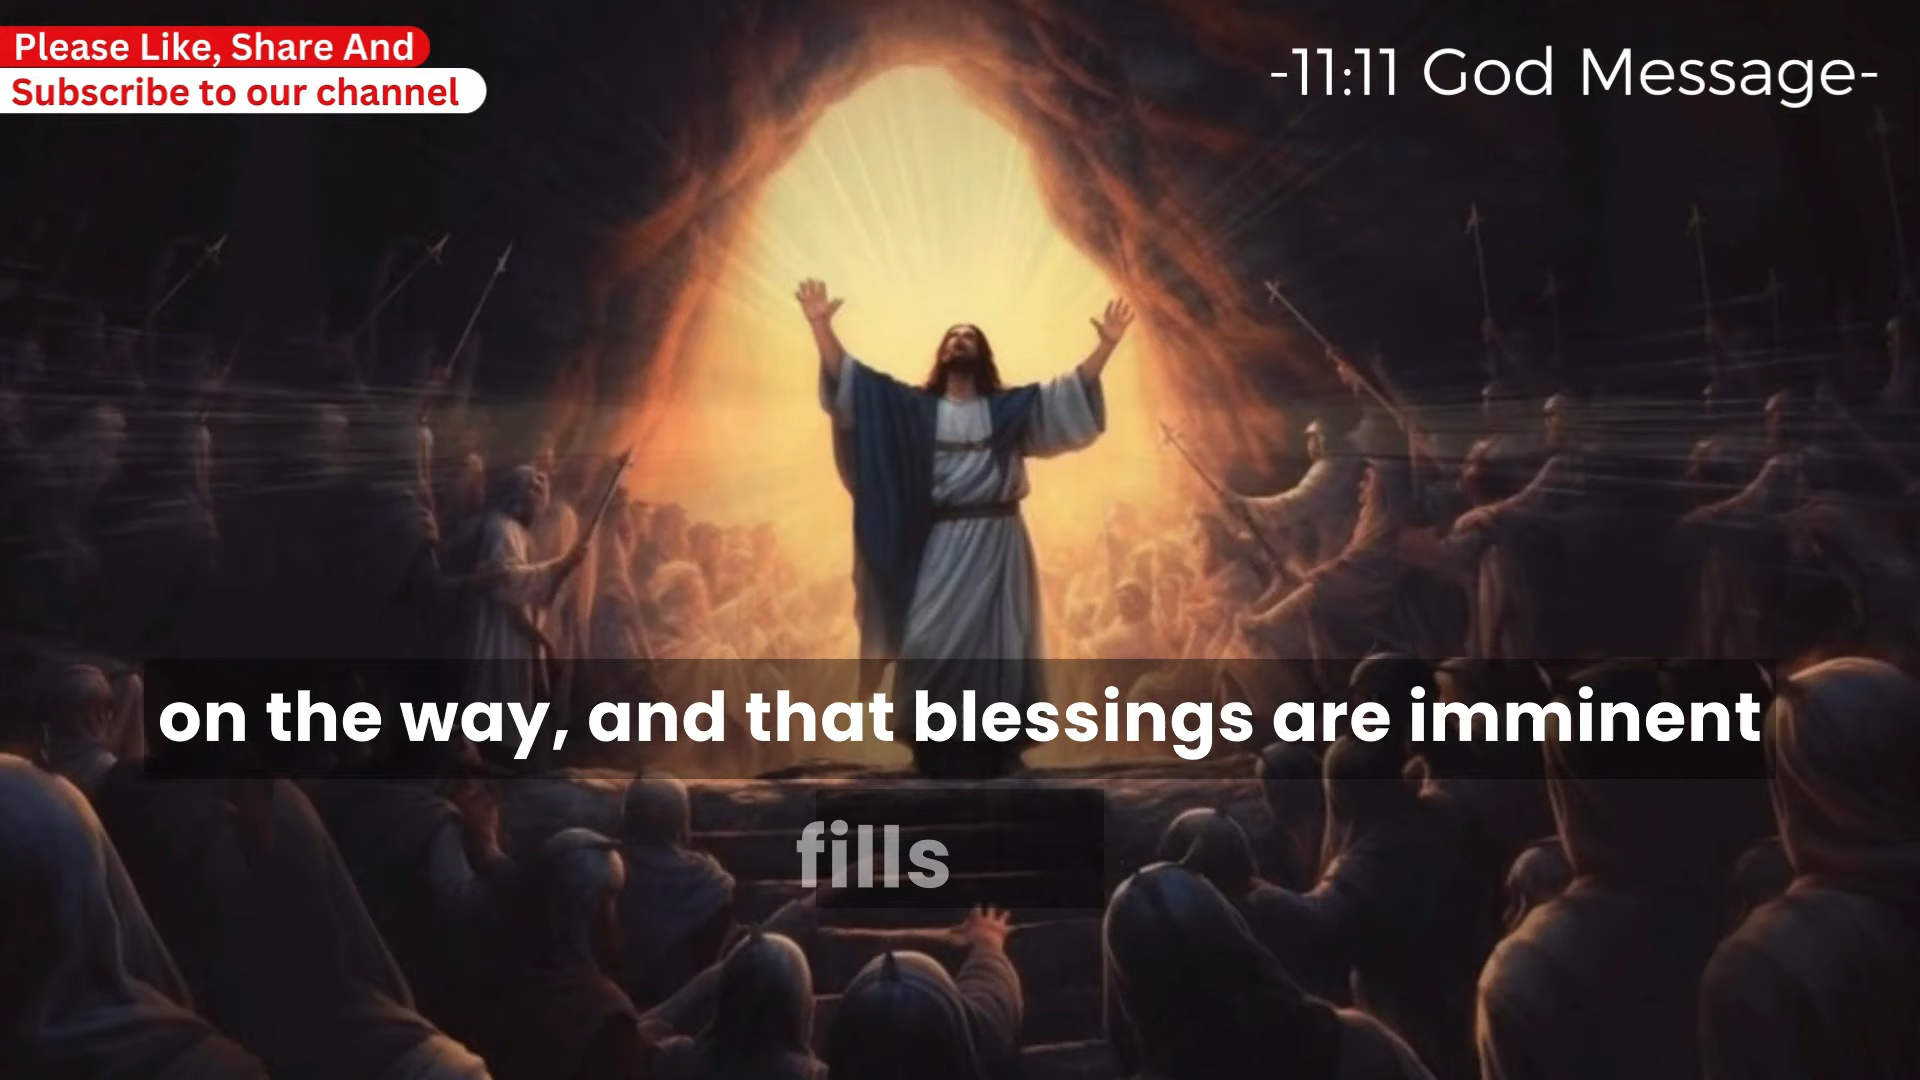 Please Like, Share And
Subscribe to our channel
-11:11 God Message-
on the way, and that blessings are imminent
fills